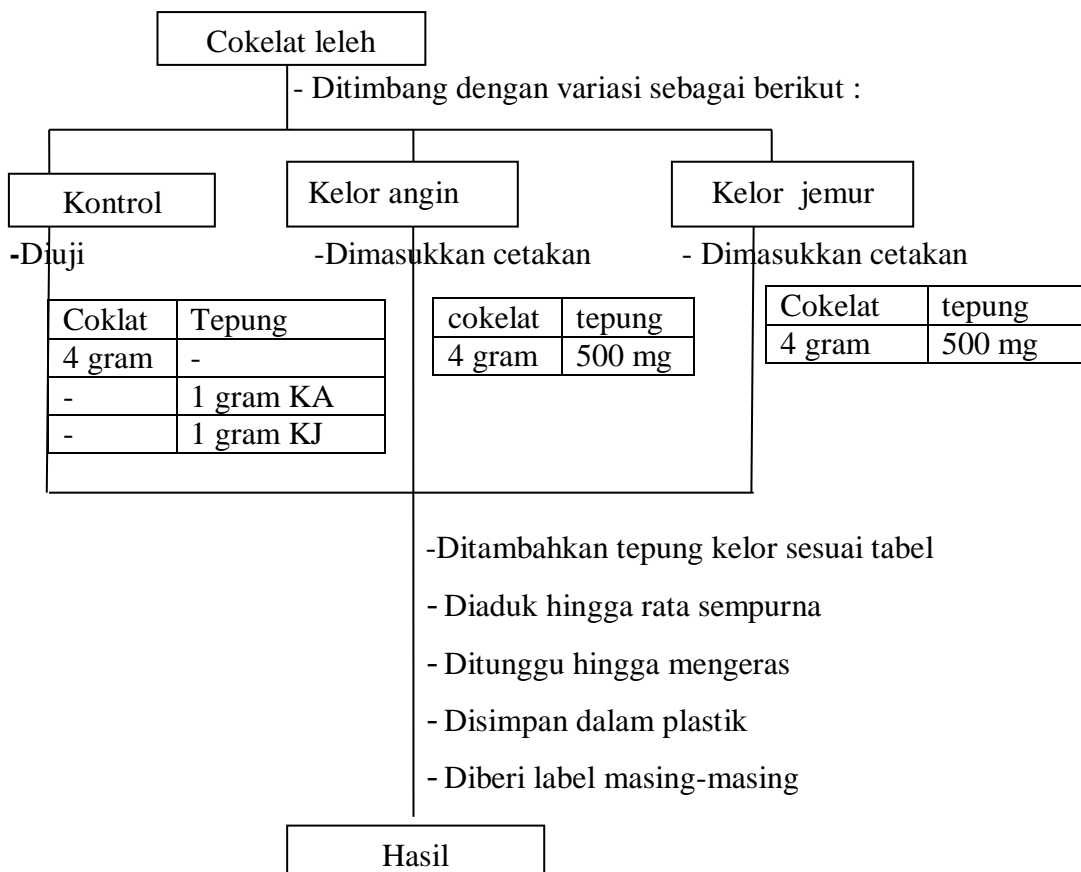 Cokelat leleh
- Ditimbang dengan variasi sebagai berikut :
Kontrol
Kelor angin
Kelor jemur
-Diuji
-Dimasukkan cetakan
- Dimasukkan cetakan
Coklat Tepung
4 gram -
- 1 gram KA
- 1 gram KJ
cokelat tepung
4 gram 500 mg
Cokelat tepung
4 gram 500 mg
-Ditambahkan tepung kelor sesuai tabel
- Diaduk hingga rata sempurna
- Ditunggu hingga mengeras
- Disimpan dalam plastik
- Diberi label masing-masing
Hasil